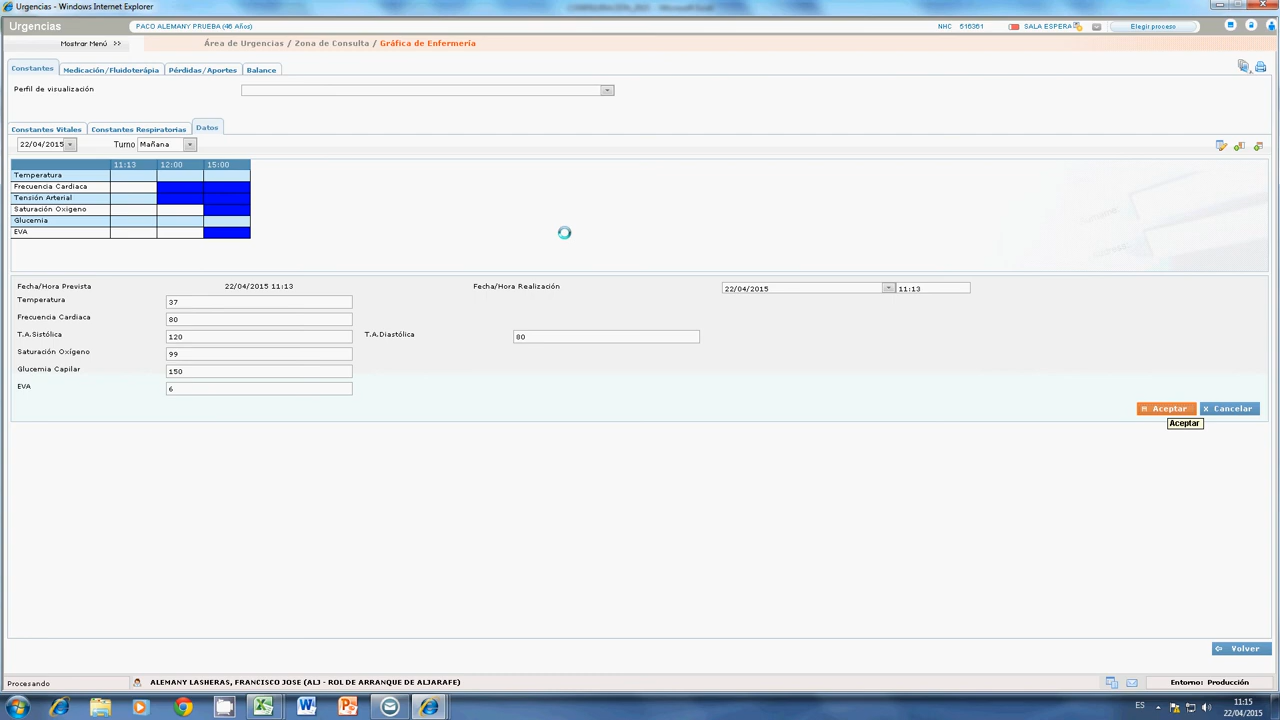 Urgencias - Windows Internet Explorer
Urgencias
PACO ALEMANY PRUEBA (46 Años)
NHC 516361
SALA ESPERA
Elegir proceso
Mostrar Menú >>
Área de Urgencias / Zona de Consulta / Gráfica de Enfermería
Constantes
Medicación/Fluidoterápia
Pérdidas/Aportes
Balance
Perfil de visualización
Constantes Vitales
Constantes Respiratorias
Datos
22/04/2015
Turno
Mañana
11:13 12:00 15:00
Temperatura
Frecuencia Cardiaca
Tensión Arterial
Saturación Oxigeno
Glucemia
EVA
Fecha/Hora Prevista 22/04/2015 11:13
Fecha/Hora Realización 22/04/2015 11:13
Temperatura 37
Frecuencia Cardiaca 80
T.A.Sistólica 120
T.A.Diastólica 80
Saturación Oxígeno 99
Glucemia Capilar 150
EVA 6
Aceptar
x Cancelar
Aceptar
Volver
Procesando
ALEMANY LASHERAS, FRANCISCO JOSE (ALJ - ROL DE ARRANQUE DE ALJARAFE)
Entorno: Producción
ES
11:15
22/04/2015